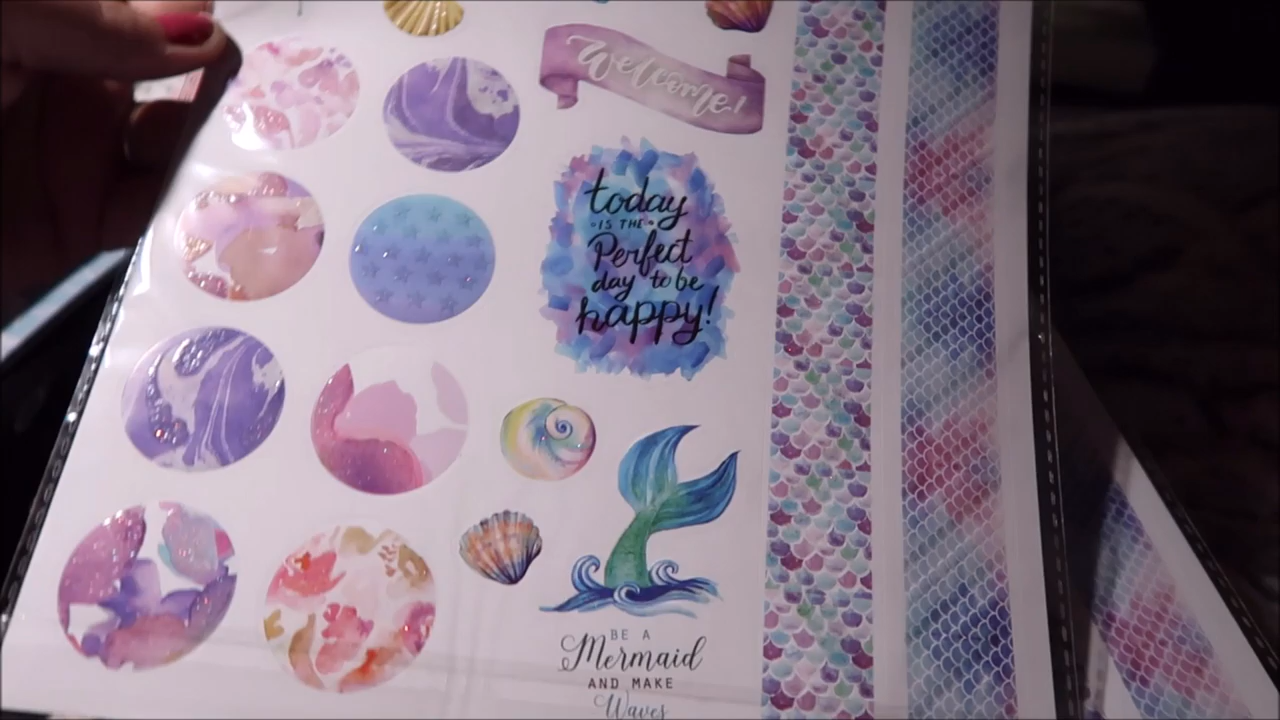 Welcome!
today
IS THE
Perfect
day to be
happy!
BE A
Mermaid
AND MAKE
Waves